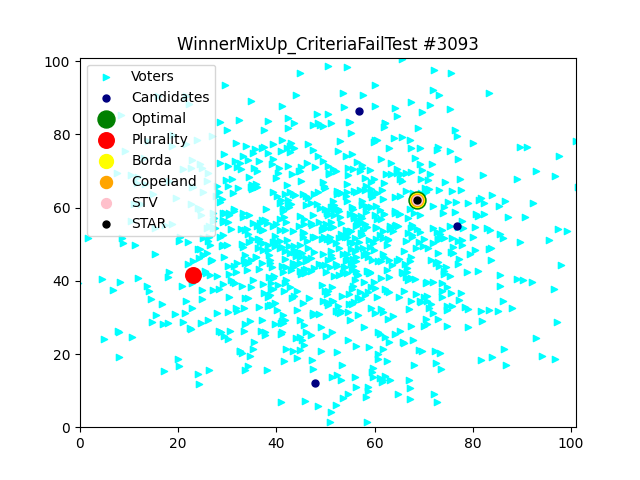 WinnerMixUp_CriteriaFailTest #3093
Voters
Candidates
Optimal
Plurality
Borda
Copeland
STV
STAR
100
80
60
40
20
0
0 20 40 60 80 100